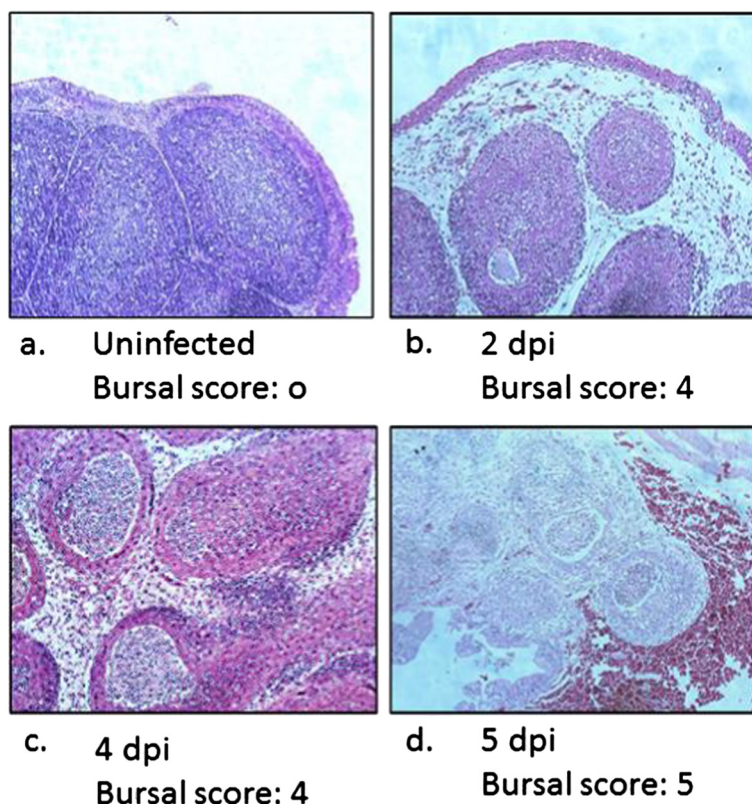 a. Uninfected
Bursal score: o
b. 2 dpi
Bursal score: 4
c. 4 dpi
Bursal score: 4
d. 5 dpi
Bursal score: 5